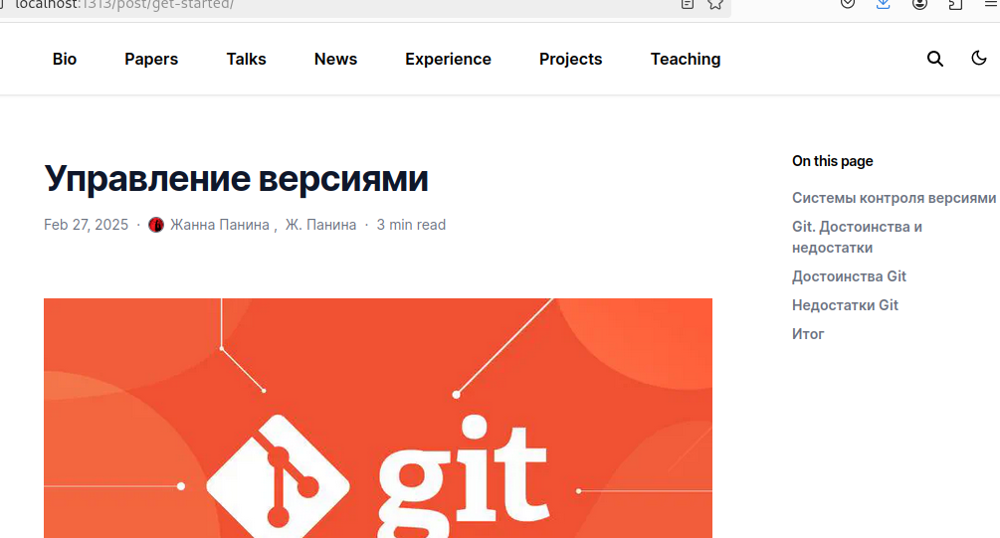 localhost:1313/post/get-started/
Bio Papers Talks News Experience Projects Teaching
Управление версиями
Feb 27, 2025 · Жанна Панина , Ж. Панина · 3 min read
git
On this page
Системы контроля версиями
Git. Достоинства и
недостатки
Достоинства Git
Недостатки Git
Итог